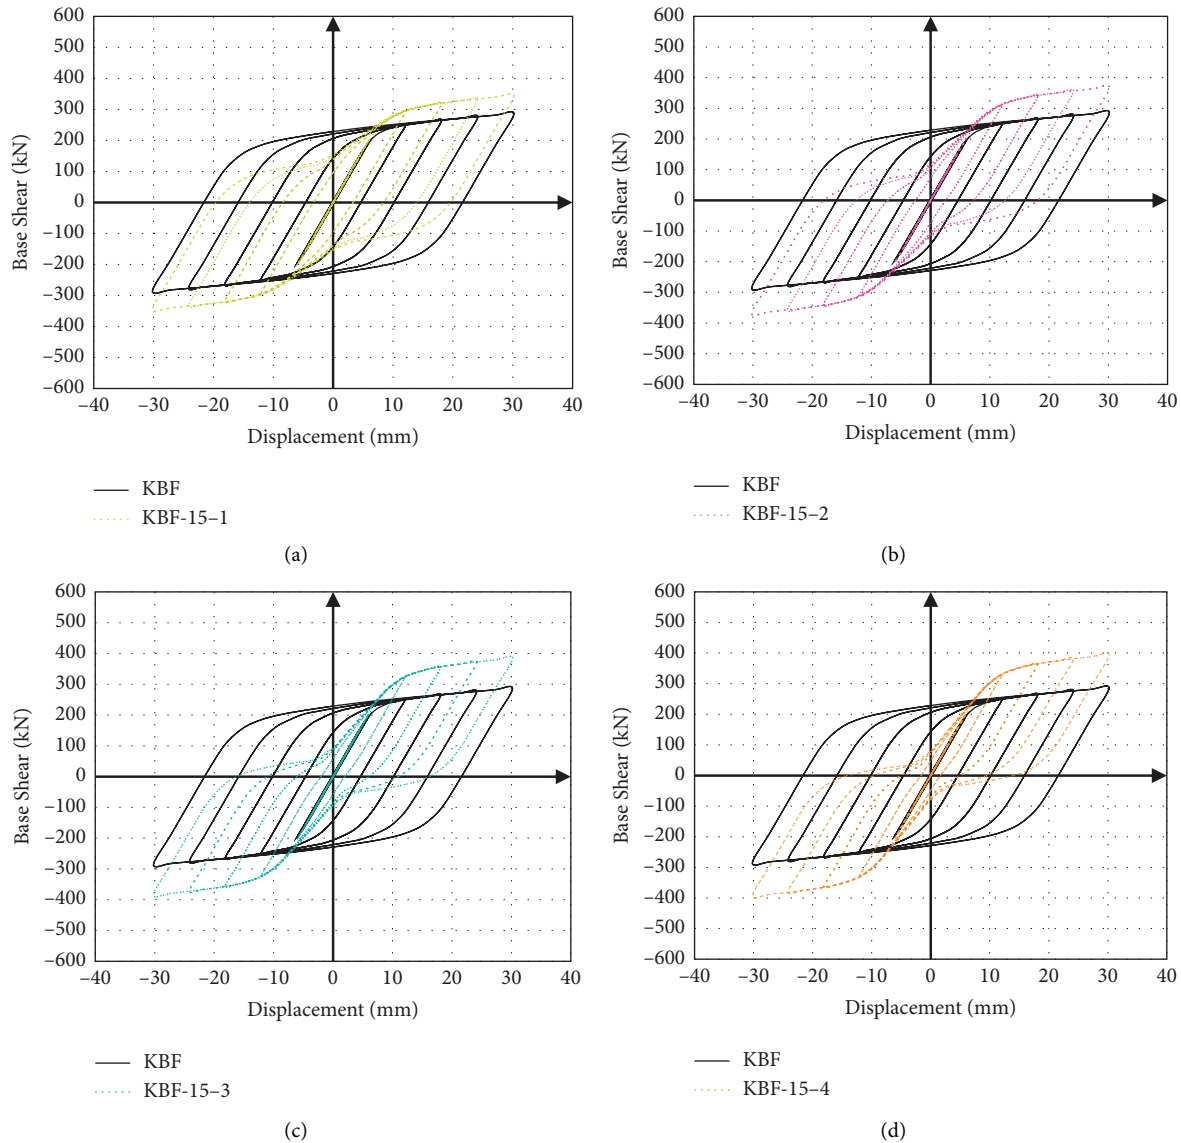 600
500
400
300
200
100
0
–100
–200
–300
–400
–500
–600
Base Shear (kN)
–40 –30 –20 –10 0 10 20 30 40
Displacement (mm)
KBF
KBF-15–1
(a)
600
500
400
300
200
100
0
–100
–200
–300
–400
–500
–600
Base Shear (kN)
–40 –30 –20 –10 0 10 20 30 40
Displacement (mm)
KBF
KBF-15–2
(b)
600
500
400
300
200
100
0
–100
–200
–300
–400
–500
–600
Base Shear (kN)
–40 –30 –20 –10 0 10 20 30 40
Displacement (mm)
KBF
KBF-15–3
(c)
600
500
400
300
200
100
0
–100
–200
–300
–400
–500
–600
Base Shear (kN)
–40 –30 –20 –10 0 10 20 30 40
Displacement (mm)
KBF
KBF-15–4
(d)